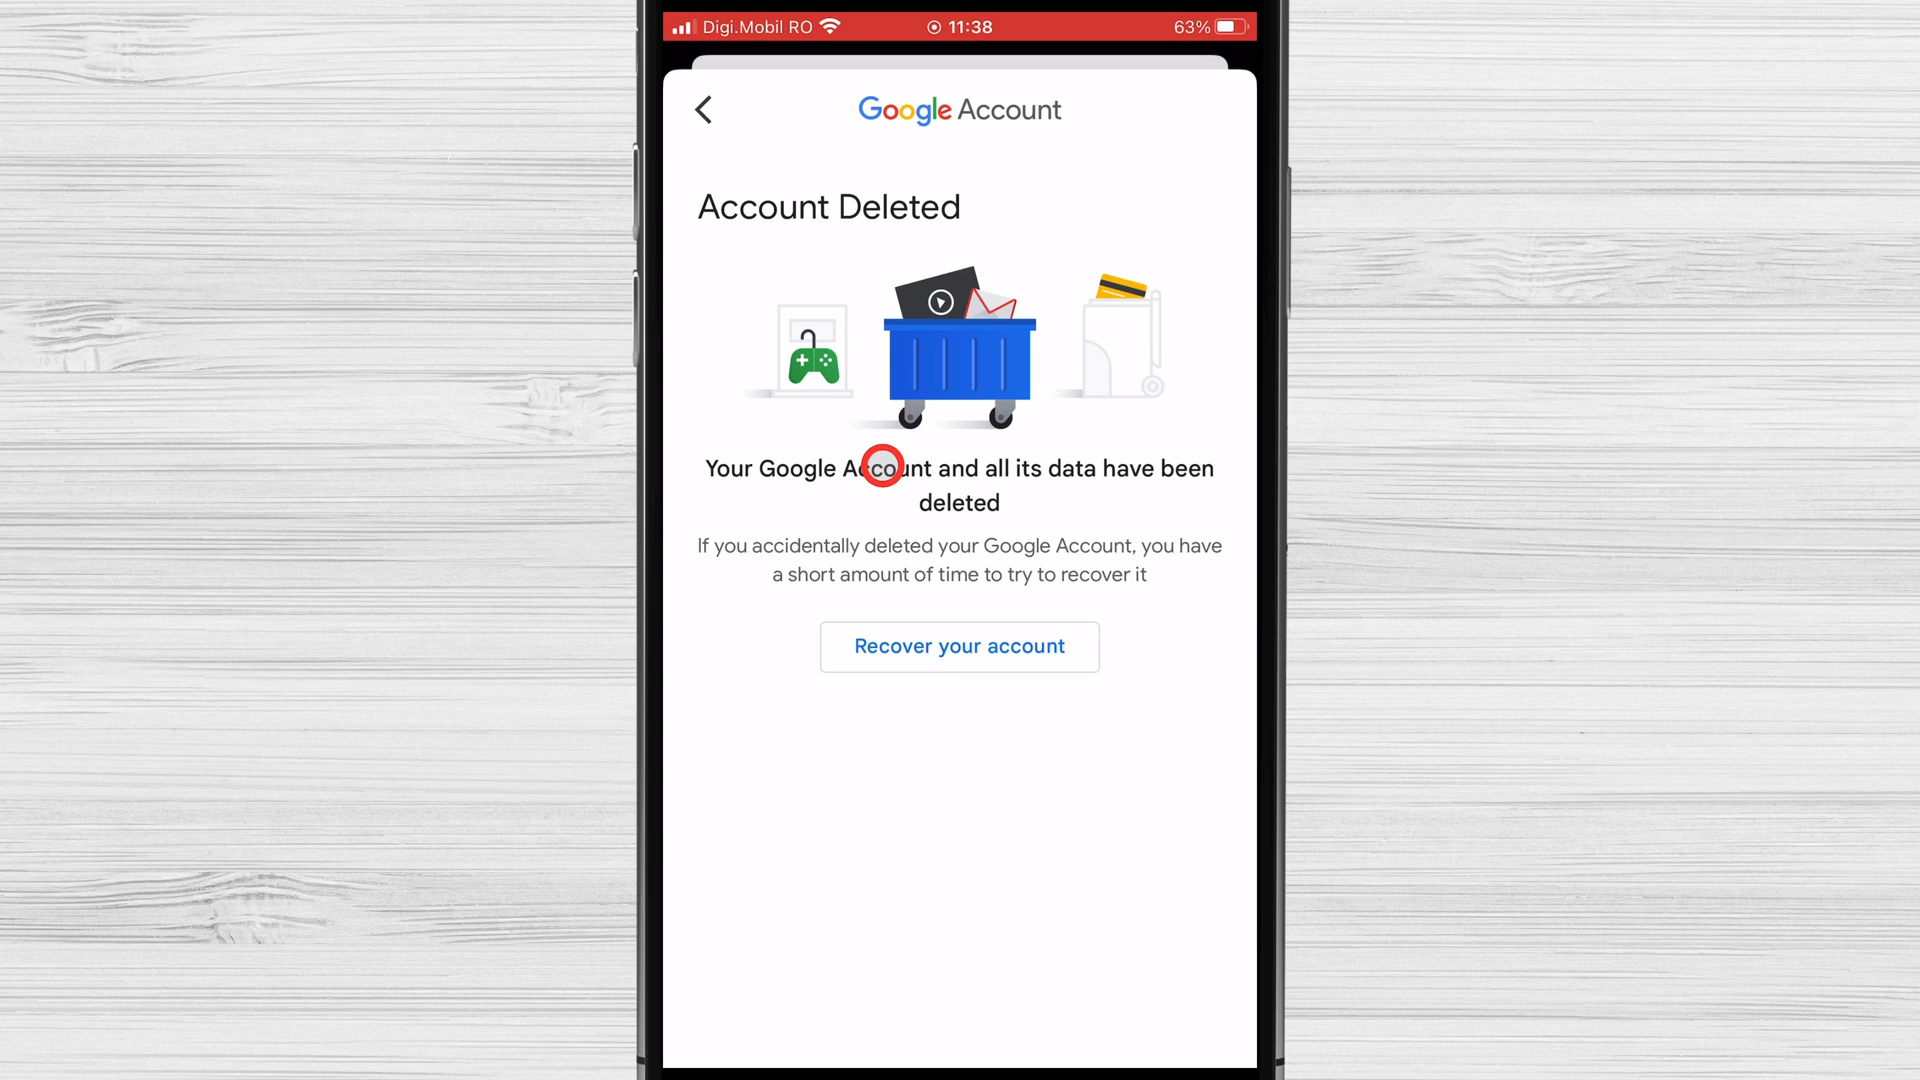 Digi.Mobil RO 11:38 63%
Google Account
Account Deleted
Your Google Account and all its data have been
deleted
If you accidentally deleted your Google Account, you have
a short amount of time to try to recover it
Recover your account